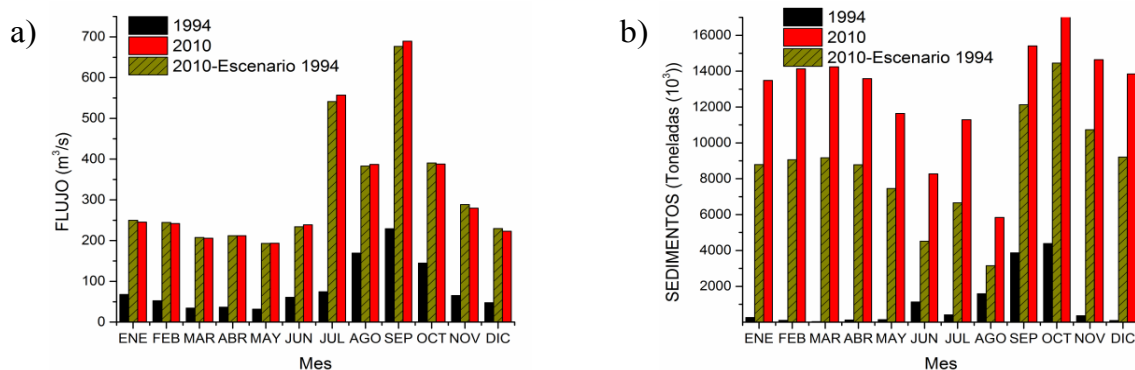 a)
1994
2010
2010-Escenario 1994
700
600
500
400
300
200
100
0
FLUJO (m³/s)
ENE FEB MAR ABR MAY JUN JUL AGO SEP OCT NOV DIC
Mes
b)
1994
2010
2010-Escenario 1994
16000
14000
12000
10000
8000
6000
4000
2000
SEDIMENTOS (Toneladas (10³))
ENE FEB MAR ABR MAY JUN JUL AGO SEP OCT NOV DIC
Mes